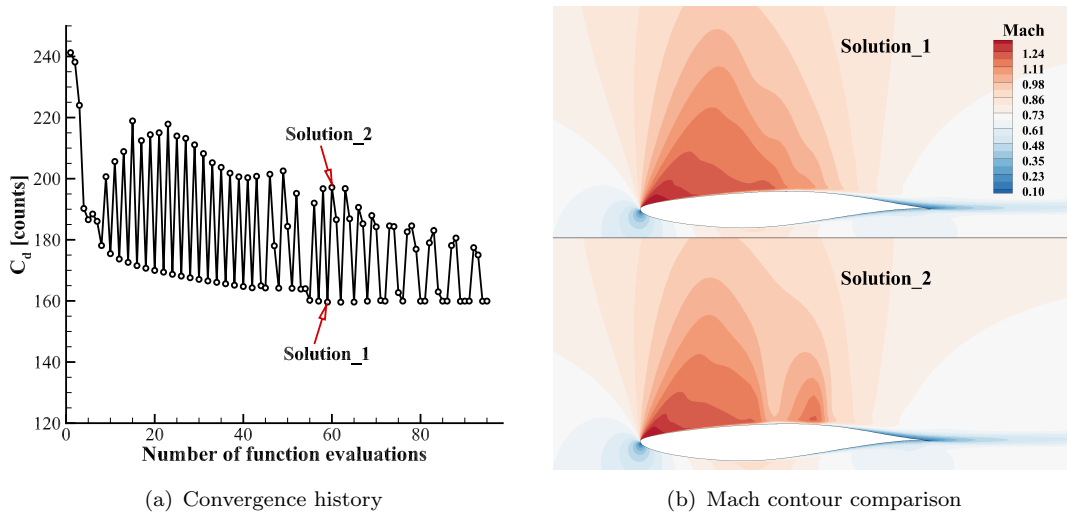 240
220
200
180
160
140
120
C_d [counts]
0
20
40
60
80
Number of function evaluations
Solution_2
Solution_1
(a) Convergence history
Solution_1
Mach
1.24
1.11
0.98
0.86
0.73
0.61
0.48
0.35
0.23
0.10
Solution_2
(b) Mach contour comparison